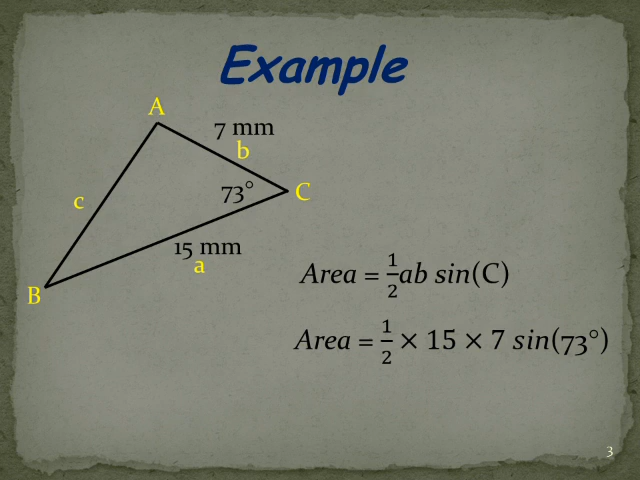 Example
A
7 mm
b
73°
C
c
15 mm
a
B
Area = 1/2 ab sin(C)
Area = 1/2 × 15 × 7 sin(73°)
3